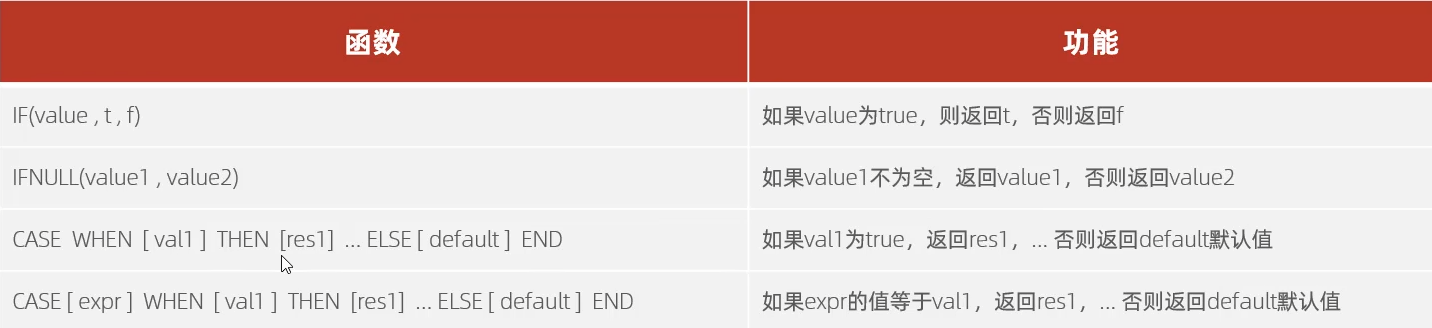 函数 功能
IF(value , t , f) 如果value为true，则返回t，否则返回f
IFNULL(value1 , value2) 如果value1不为空，返回value1，否则返回value2
CASE WHEN [ val1 ] THEN [res1] ... ELSE [ default ] END 如果val1为true，返回res1，... 否则返回default默认值
CASE [ expr ] WHEN [ val1 ] THEN [res1] ... ELSE [ default ] END 如果expr的值等于val1，返回res1，... 否则返回default默认值